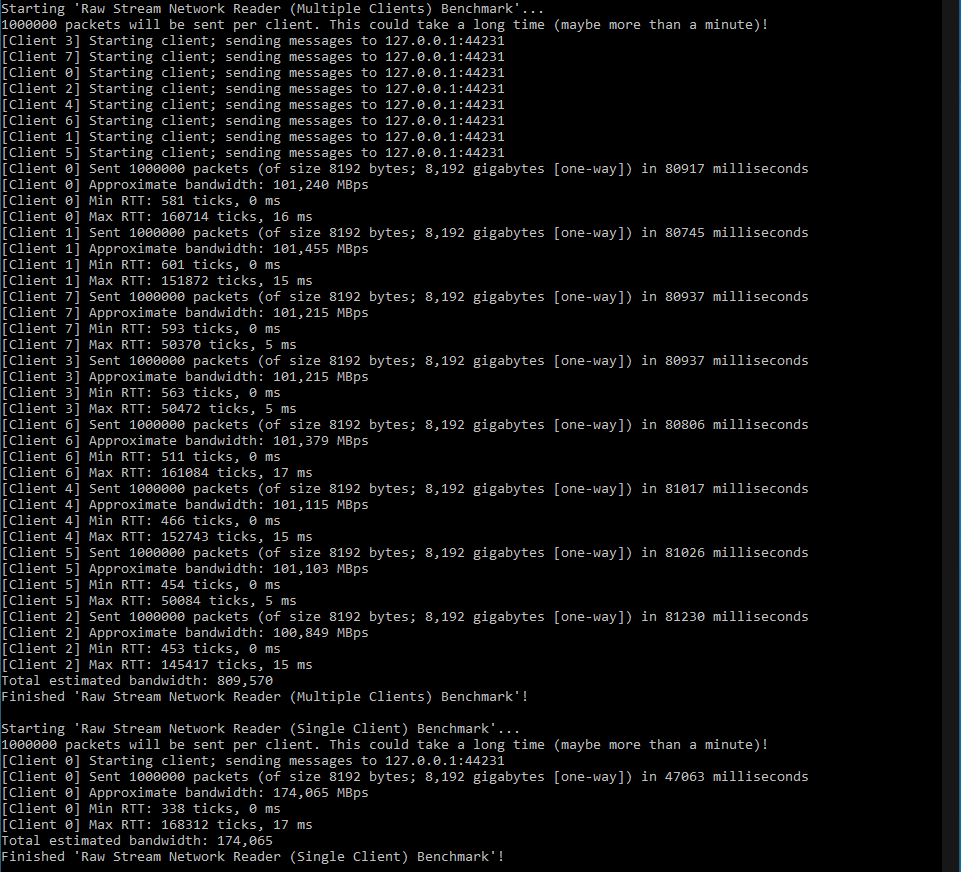 Starting 'Raw Stream Network Reader (Multiple Clients) Benchmark'...
1000000 packets will be sent per client. This could take a long time (maybe more than a minute)!
[Client 3] Starting client; sending messages to 127.0.0.1:44231
[Client 7] Starting client; sending messages to 127.0.0.1:44231
[Client 0] Starting client; sending messages to 127.0.0.1:44231
[Client 2] Starting client; sending messages to 127.0.0.1:44231
[Client 4] Starting client; sending messages to 127.0.0.1:44231
[Client 6] Starting client; sending messages to 127.0.0.1:44231
[Client 1] Starting client; sending messages to 127.0.0.1:44231
[Client 5] Starting client; sending messages to 127.0.0.1:44231
[Client 0] Sent 1000000 packets (of size 8192 bytes; 8,192 gigabytes [one-way]) in 80917 milliseconds
[Client 0] Approximate bandwidth: 101,240 MBps
[Client 0] Min RTT: 581 ticks, 0 ms
[Client 0] Max RTT: 160714 ticks, 16 ms
[Client 1] Sent 1000000 packets (of size 8192 bytes; 8,192 gigabytes [one-way]) in 80745 milliseconds
[Client 1] Approximate bandwidth: 101,455 MBps
[Client 1] Min RTT: 601 ticks, 0 ms
[Client 1] Max RTT: 151872 ticks, 15 ms
[Client 7] Sent 1000000 packets (of size 8192 bytes; 8,192 gigabytes [one-way]) in 80937 milliseconds
[Client 7] Approximate bandwidth: 101,215 MBps
[Client 7] Min RTT: 593 ticks, 0 ms
[Client 7] Max RTT: 50370 ticks, 5 ms
[Client 3] Sent 1000000 packets (of size 8192 bytes; 8,192 gigabytes [one-way]) in 80937 milliseconds
[Client 3] Approximate bandwidth: 101,215 MBps
[Client 3] Min RTT: 563 ticks, 0 ms
[Client 3] Max RTT: 50472 ticks, 5 ms
[Client 6] Sent 1000000 packets (of size 8192 bytes; 8,192 gigabytes [one-way]) in 80806 milliseconds
[Client 6] Approximate bandwidth: 101,379 MBps
[Client 6] Min RTT: 511 ticks, 0 ms
[Client 6] Max RTT: 161084 ticks, 17 ms
[Client 4] Sent 1000000 packets (of size 8192 bytes; 8,192 gigabytes [one-way]) in 81017 milliseconds
[Client 4] Approximate bandwidth: 101,115 MBps
[Client 4] Min RTT: 466 ticks, 0 ms
[Client 4] Max RTT: 152743 ticks, 15 ms
[Client 5] Sent 1000000 packets (of size 8192 bytes; 8,192 gigabytes [one-way]) in 81026 milliseconds
[Client 5] Approximate bandwidth: 101,103 MBps
[Client 5] Min RTT: 454 ticks, 0 ms
[Client 5] Max RTT: 50084 ticks, 5 ms
[Client 2] Sent 1000000 packets (of size 8192 bytes; 8,192 gigabytes [one-way]) in 81230 milliseconds
[Client 2] Approximate bandwidth: 100,849 MBps
[Client 2] Min RTT: 453 ticks, 0 ms
[Client 2] Max RTT: 145417 ticks, 15 ms
Total estimated bandwidth: 809,570
Finished 'Raw Stream Network Reader (Multiple Clients) Benchmark'!
Starting 'Raw Stream Network Reader (Single Client) Benchmark'...
1000000 packets will be sent per client. This could take a long time (maybe more than a minute)!
[Client 0] Starting client; sending messages to 127.0.0.1:44231
[Client 0] Sent 1000000 packets (of size 8192 bytes; 8,192 gigabytes [one-way]) in 47063 milliseconds
[Client 0] Approximate bandwidth: 174,065 MBps
[Client 0] Min RTT: 338 ticks, 0 ms
[Client 0] Max RTT: 168312 ticks, 17 ms
Total estimated bandwidth: 174,065
Finished 'Raw Stream Network Reader (Single Client) Benchmark'!